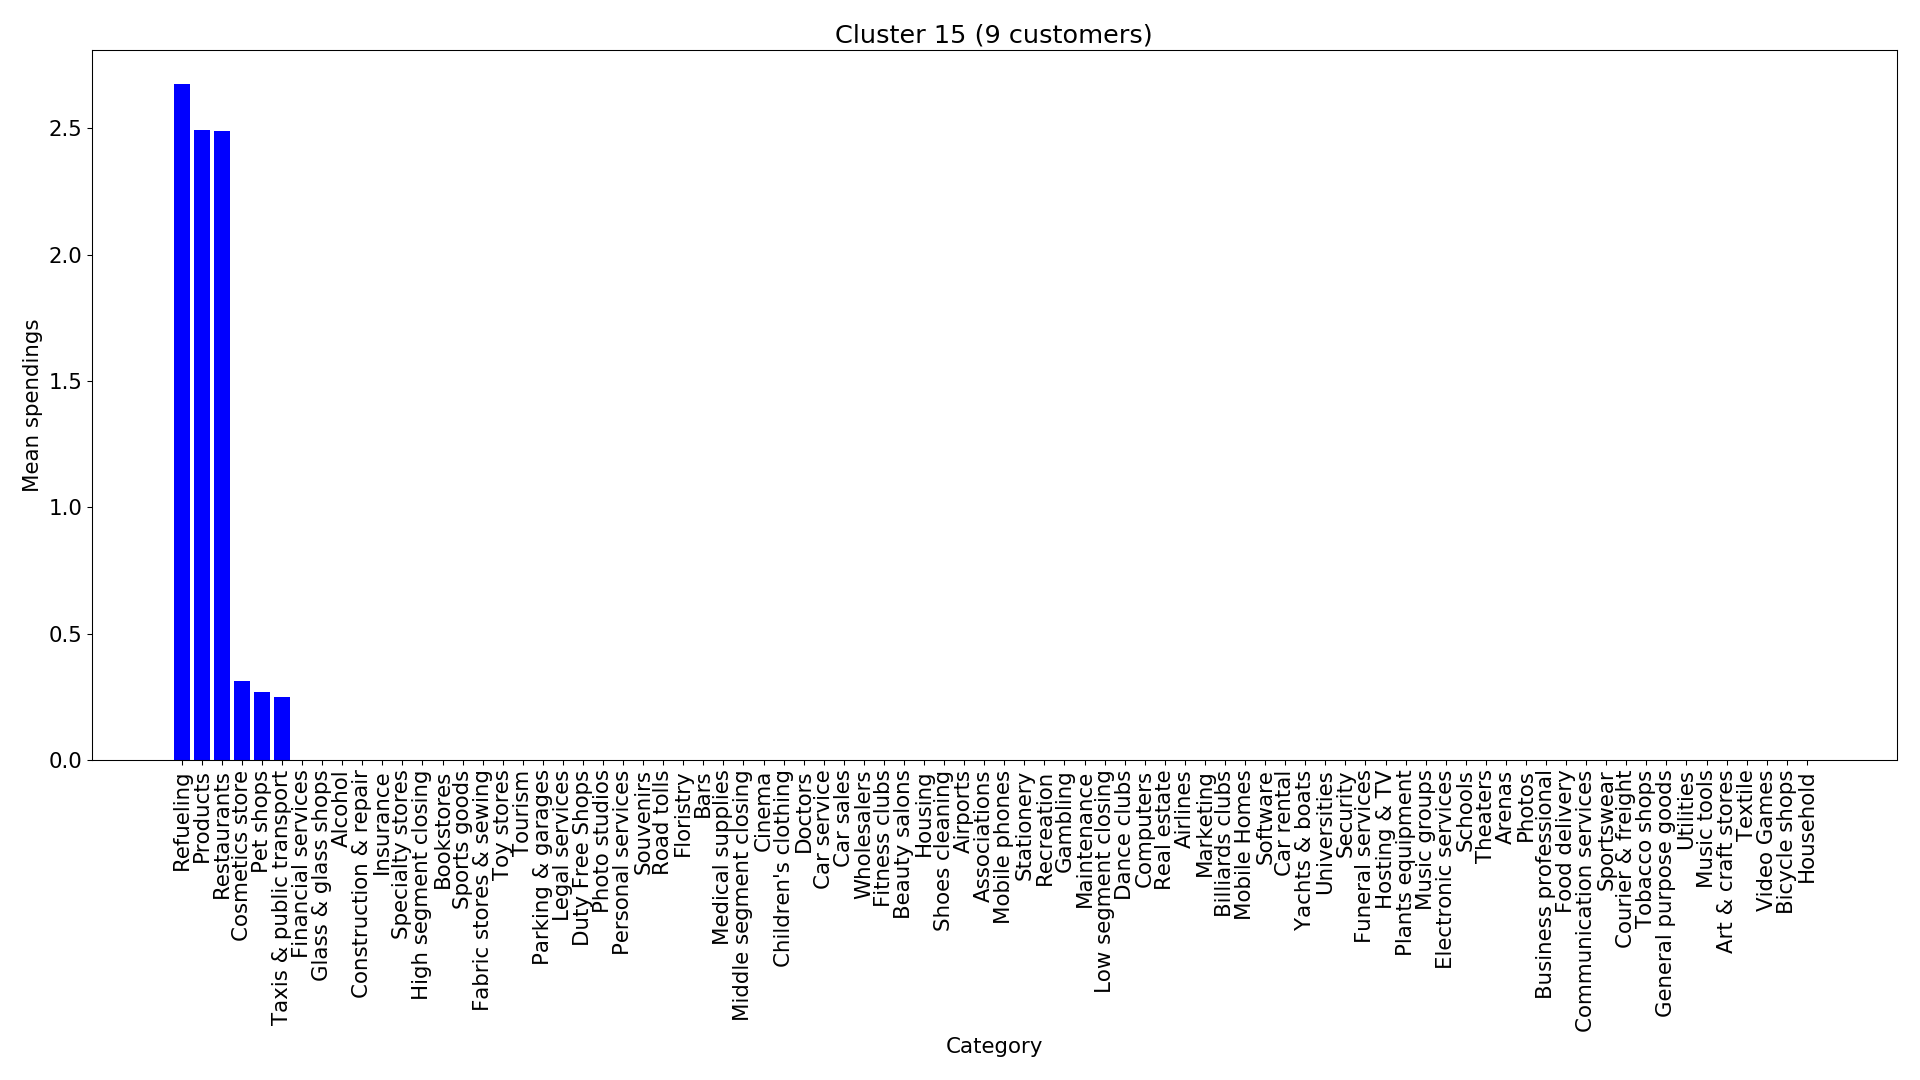 Cluster 15 (9 customers)
Mean spendings
2.5
2.0
1.5
1.0
0.5
0.0
Refueling
Products
Restaurants
Cosmetics store
Pet shops
Taxis & public transport
Financial services
Glass & glass shops
Alcohol
Construction & repair
Insurance
Specialty stores
High segment closing
Bookstores
Sports goods
Fabric stores & sewing
Toy stores
Tourism
Parking & garages
Legal services
Duty Free Shops
Photo studios
Personal services
Souvenirs
Road tolls
Floristry
Bars
Medical supplies
Middle segment closing
Cinema
Children's clothing
Doctors
Car service
Car sales
Wholesalers
Fitness clubs
Beauty salons
Housing
Shoes cleaning
Airports
Associations
Mobile phones
Stationery
Recreation
Gambling
Maintenance
Low segment closing
Dance clubs
Computers
Real estate
Airlines
Marketing
Billiards clubs
Mobile Homes
Software
Car rental
Yachts & boats
Universities
Security
Funeral services
Hosting & TV
Plants equipment
Music groups
Electronic services
Schools
Theaters
Arenas
Photos
Business professional
Food delivery
Communication services
Sportswear
Courier & freight
Tobacco shops
General purpose goods
Utilities
Music tools
Art & craft stores
Textile
Video Games
Bicycle shops
Household
Category